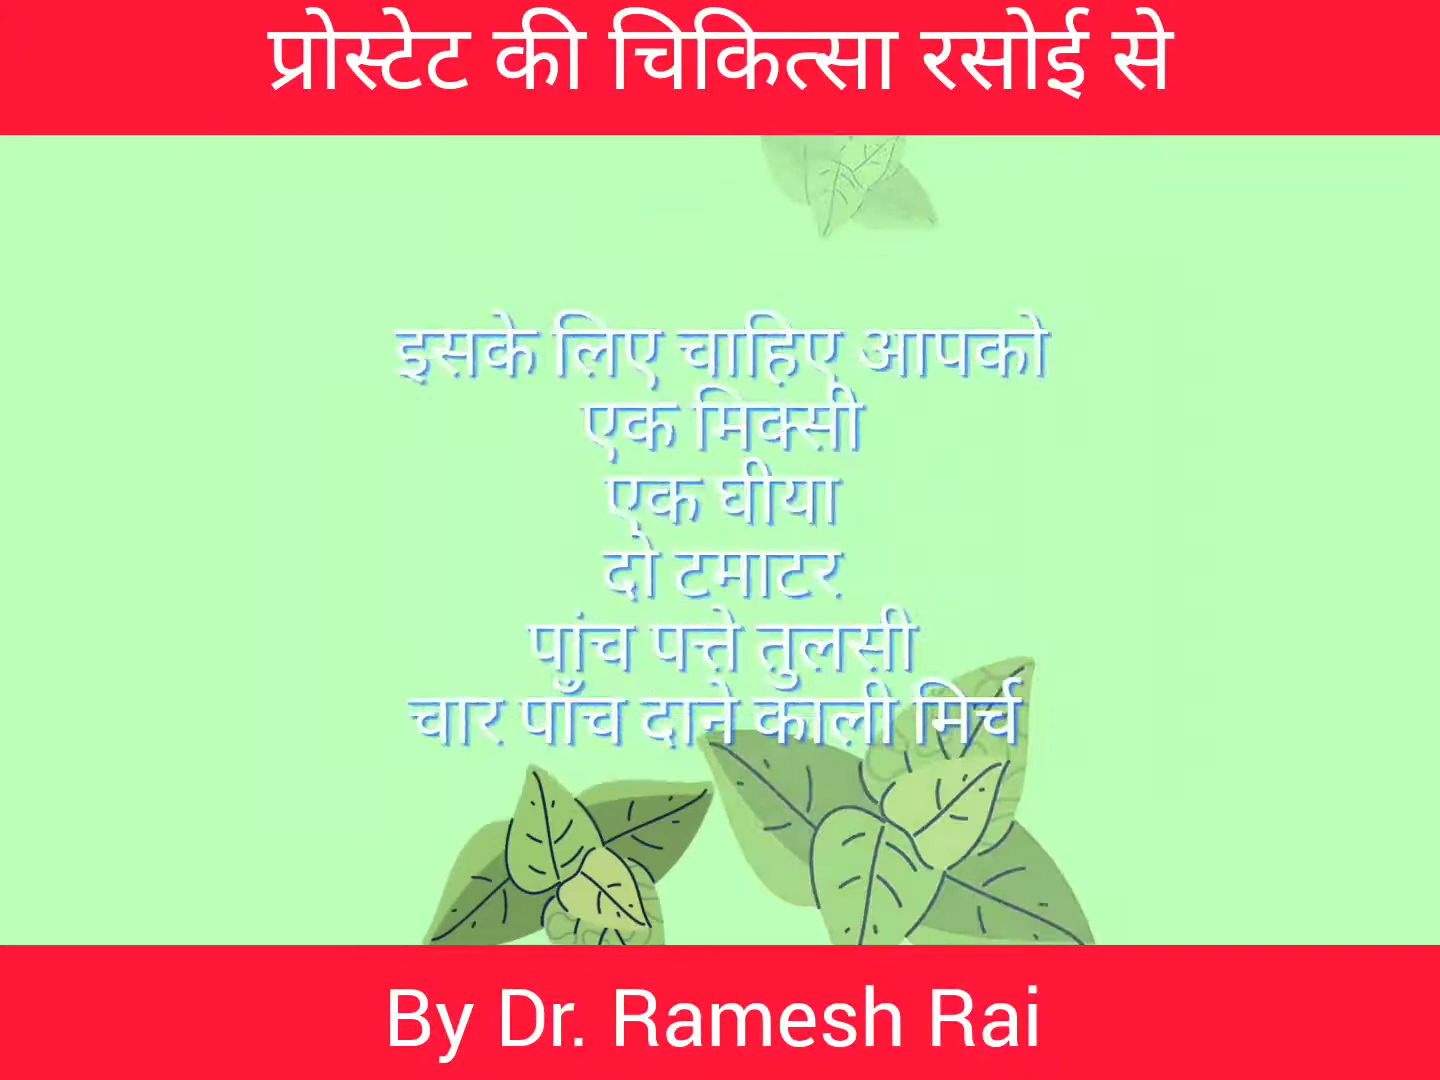 प्रोस्टेट की चिकित्सा रसोई से
इसके लिए चाहिए आपको
एक मिक्सी
एक घीया
दो टमाटर
पांच पत्ते तुलसी
चार पाँच दाने काली मिर्च
By Dr. Ramesh Rai